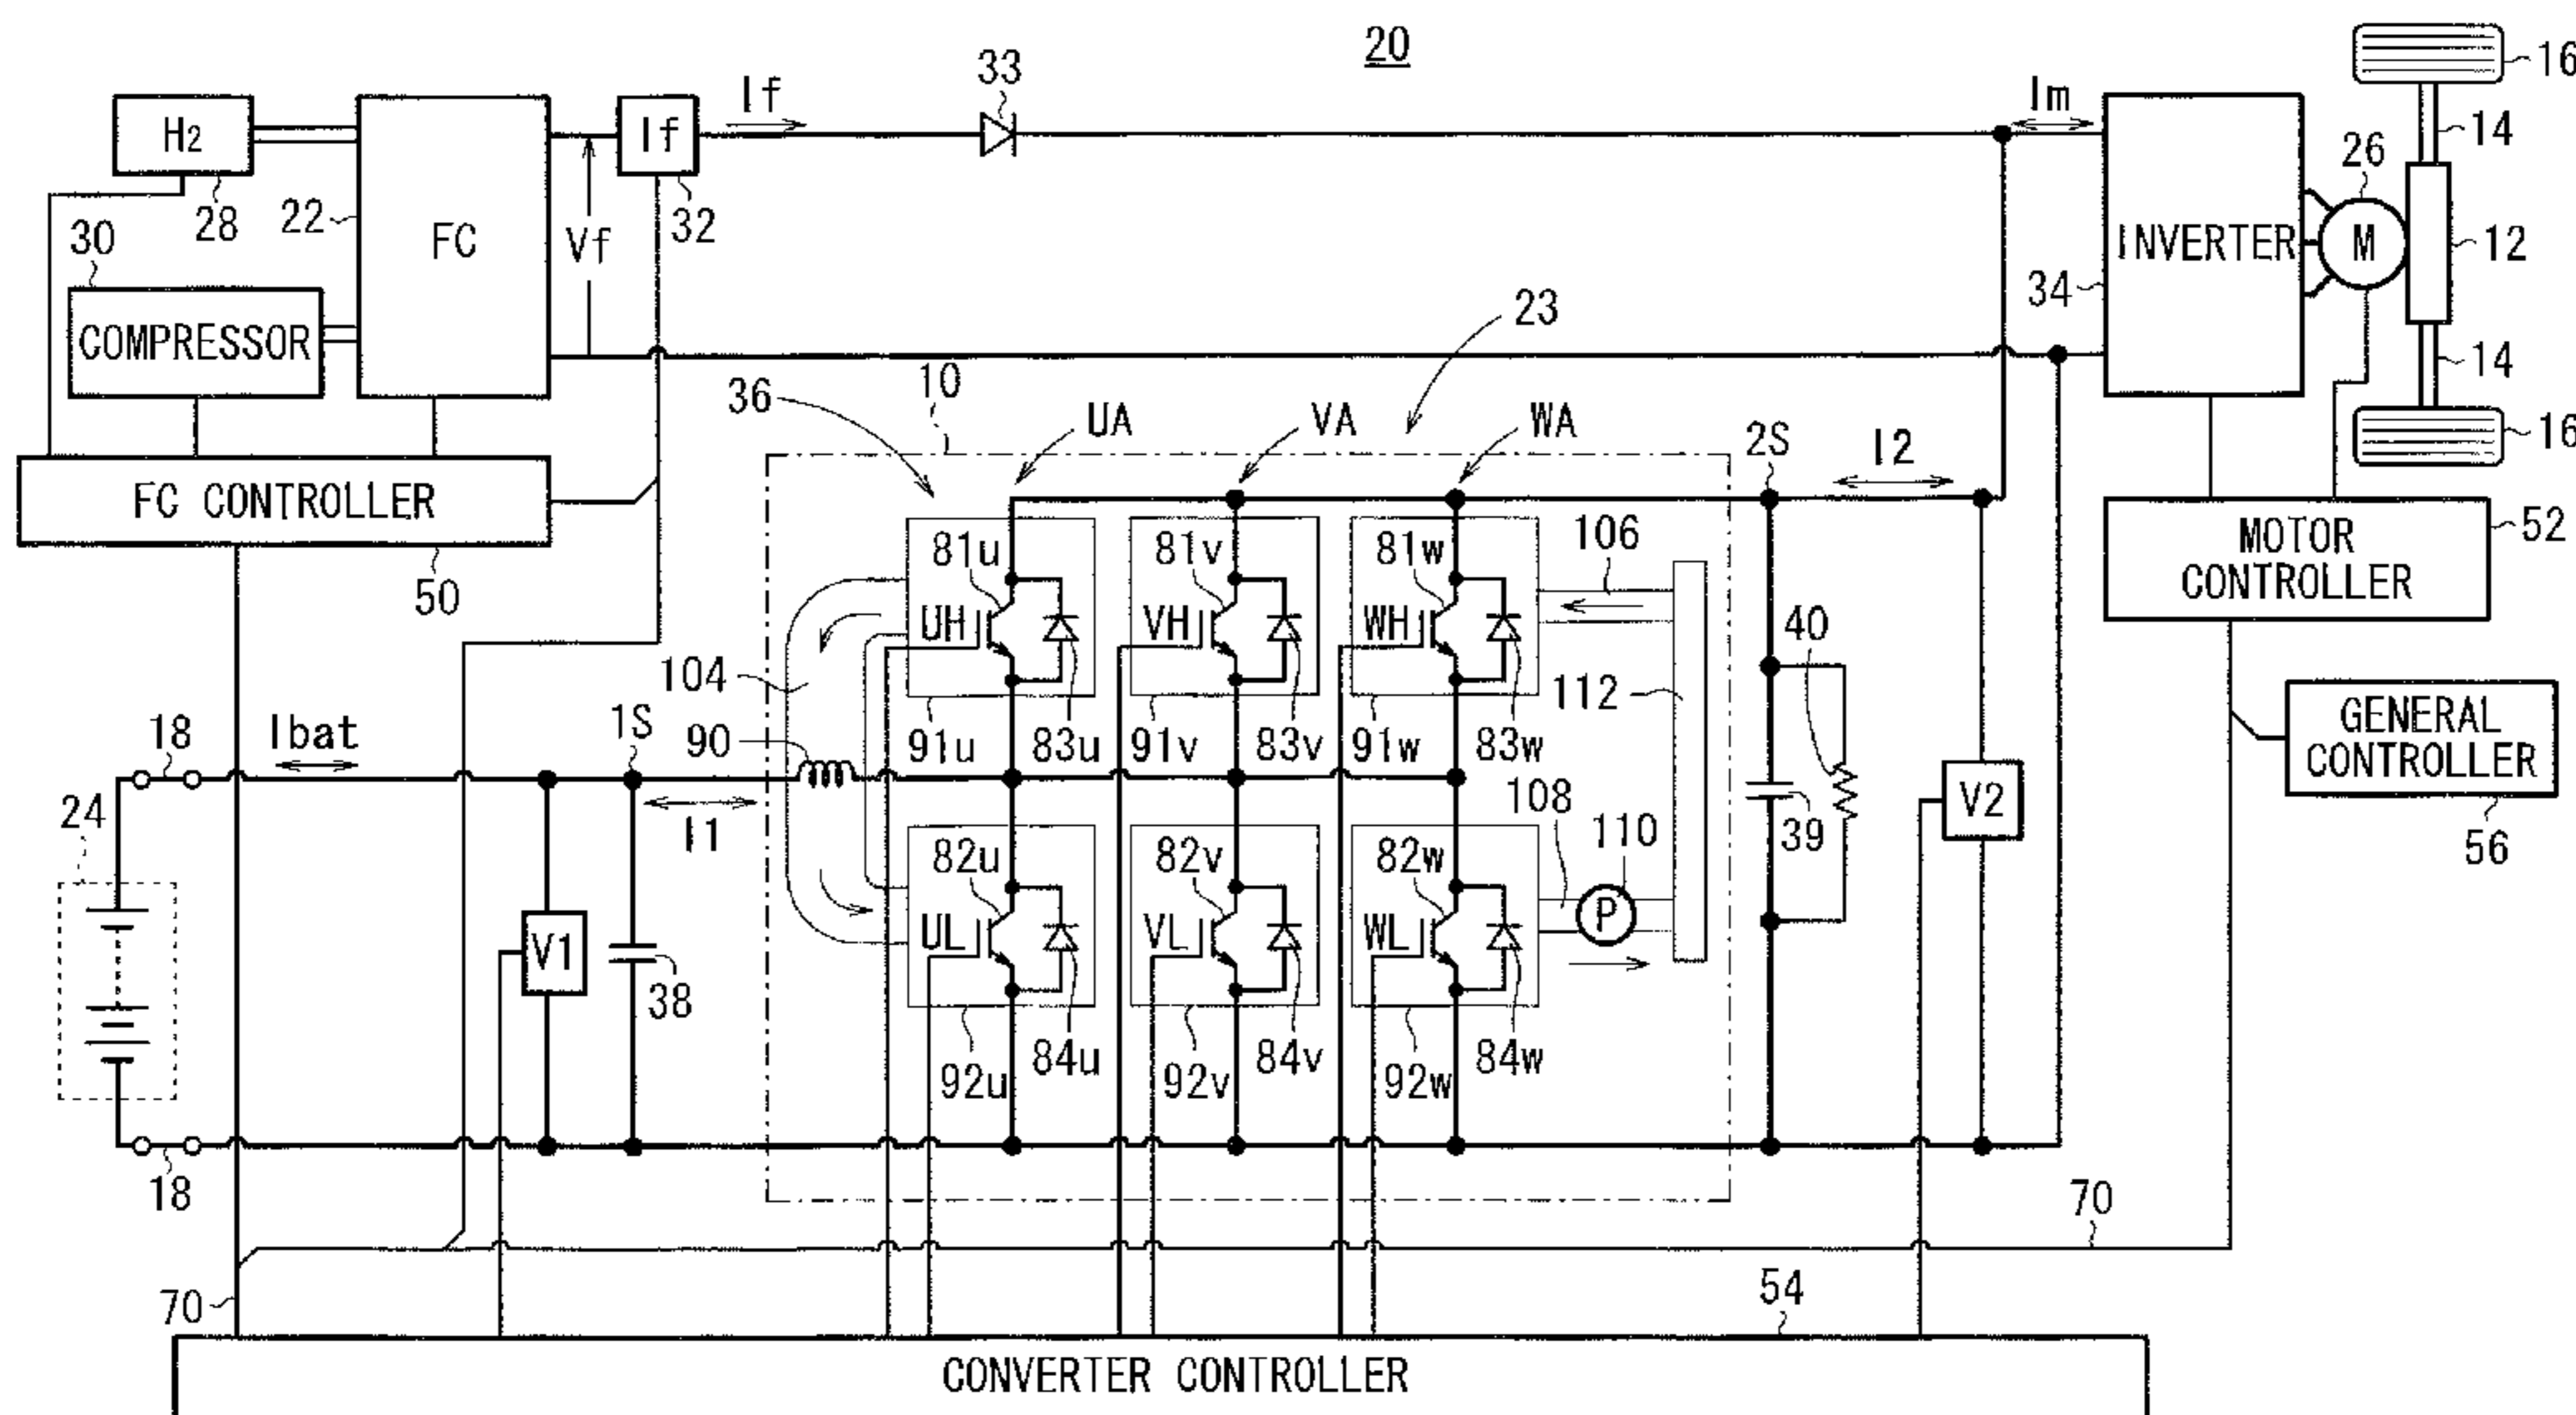 20
H2
28
30
COMPRESSOR
22
FC
Vf
If
32
If
33
Im
INVERTER
34
26
M
16
14
12
14
16
FC CONTROLLER
50
MOTOR
CONTROLLER
52
GENERAL
CONTROLLER
56
23
10
36
UA
VA
WA
2S
I2
81u
81v
81w
106
UH
VH
WH
40
104
112
91u
83u
91v
83v
91w
83w
18
Ibat
1S
90
I1
24
108
110
39
V2
82u
82v
82w
UL
VL
WL
P
V1
38
92u
84u
92v
84v
92w
84w
18
70
70
54
CONVERTER CONTROLLER